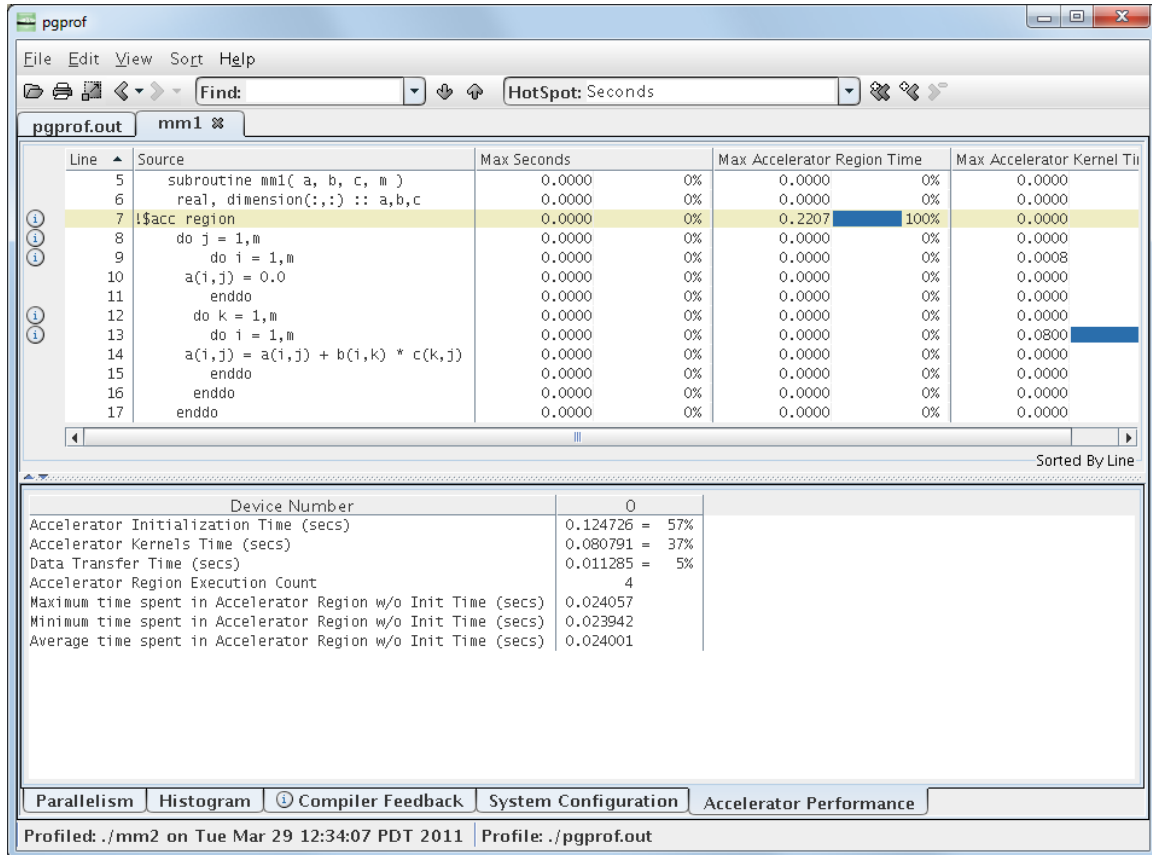 pgprof
File Edit View Sort Help
Find: HotSpot: Seconds
pgprof.out mm1
Line Source Max Seconds Max Accelerator Region Time Max Accelerator Kernel Ti
5 subroutine mm1( a, b, c, m ) 0.0000 0% 0.0000 0% 0.0000
6 real, dimension(:,:) :: a,b,c 0.0000 0% 0.0000 0% 0.0000
7 !$acc region 0.0000 0% 0.2207 100% 0.0000
8 do j = 1,m 0.0000 0% 0.0000 0% 0.0000
9 do i = 1,m 0.0000 0% 0.0000 0% 0.0008
10 a(i,j) = 0.0 0.0000 0% 0.0000 0% 0.0000
11 enddo 0.0000 0% 0.0000 0% 0.0000
12 do k = 1,m 0.0000 0% 0.0000 0% 0.0000
13 do i = 1,m 0.0000 0% 0.0000 0% 0.0800
14 a(i,j) = a(i,j) + b(i,k) * c(k,j) 0.0000 0% 0.0000 0% 0.0000
15 enddo 0.0000 0% 0.0000 0% 0.0000
16 enddo 0.0000 0% 0.0000 0% 0.0000
17 enddo 0.0000 0% 0.0000 0% 0.0000
Sorted By Line
Device Number 0
Accelerator Initialization Time (secs) 0.124726 = 57%
Accelerator Kernels Time (secs) 0.080791 = 37%
Data Transfer Time (secs) 0.011285 = 5%
Accelerator Region Execution Count 4
Maximum time spent in Accelerator Region w/o Init Time (secs) 0.024057
Minimum time spent in Accelerator Region w/o Init Time (secs) 0.023942
Average time spent in Accelerator Region w/o Init Time (secs) 0.024001
Parallelism Histogram Compiler Feedback System Configuration Accelerator Performance
Profiled: ./mm2 on Tue Mar 29 12:34:07 PDT 2011 Profile: ./pgprof.out